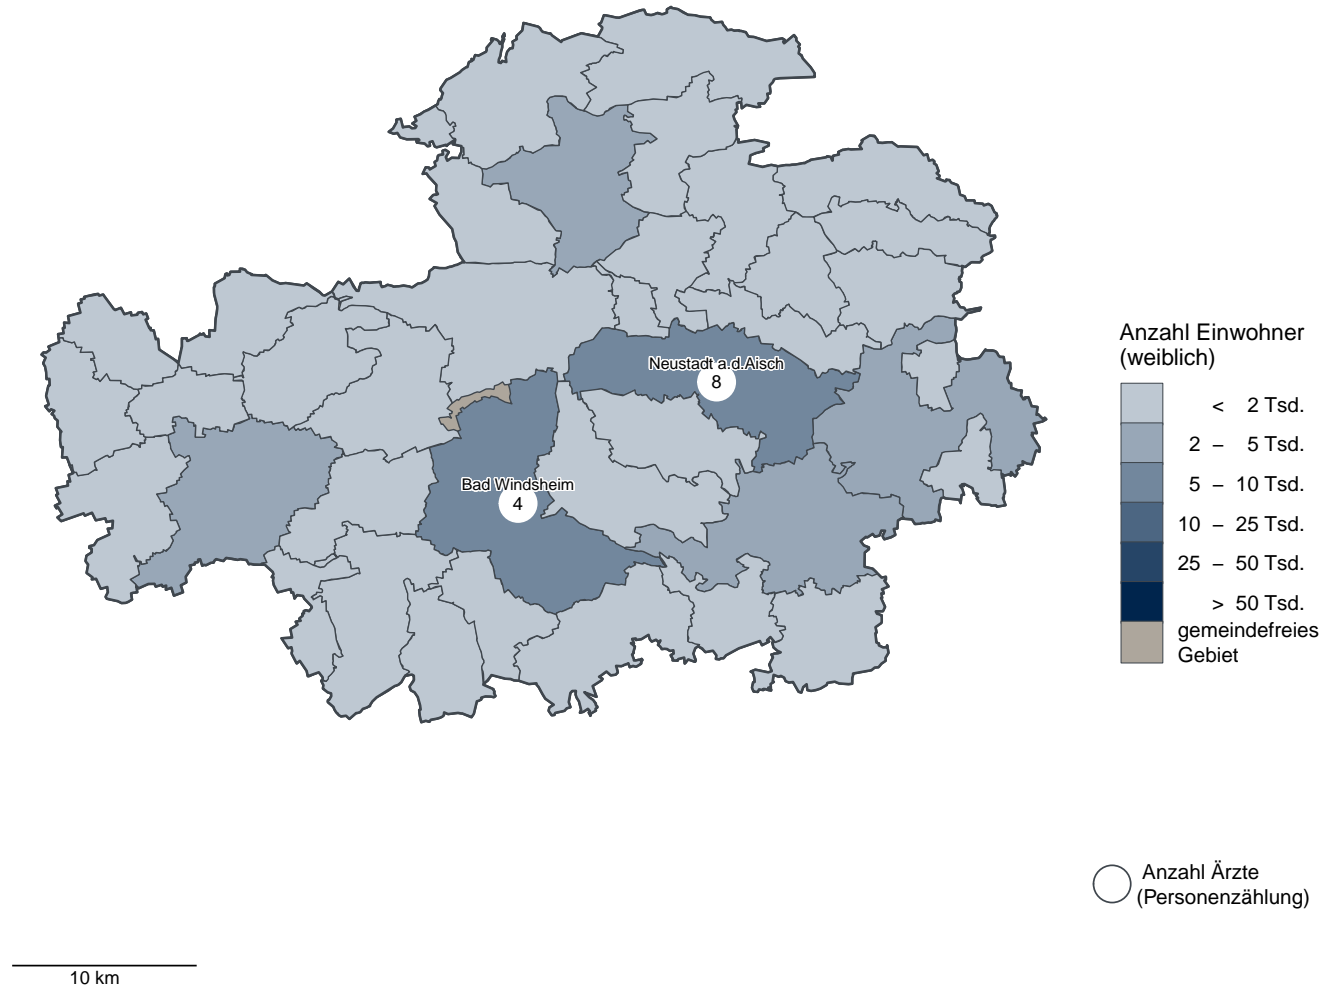 Neustadt a.d.Aisch
8
Bad Windsheim
4
Anzahl Einwohner
(weiblich)
< 2 Tsd.
2 – 5 Tsd.
5 – 10 Tsd.
10 – 25 Tsd.
25 – 50 Tsd.
> 50 Tsd.
gemeindefreies
Gebiet
Anzahl Ärzte
(Personenzählung)
10 km